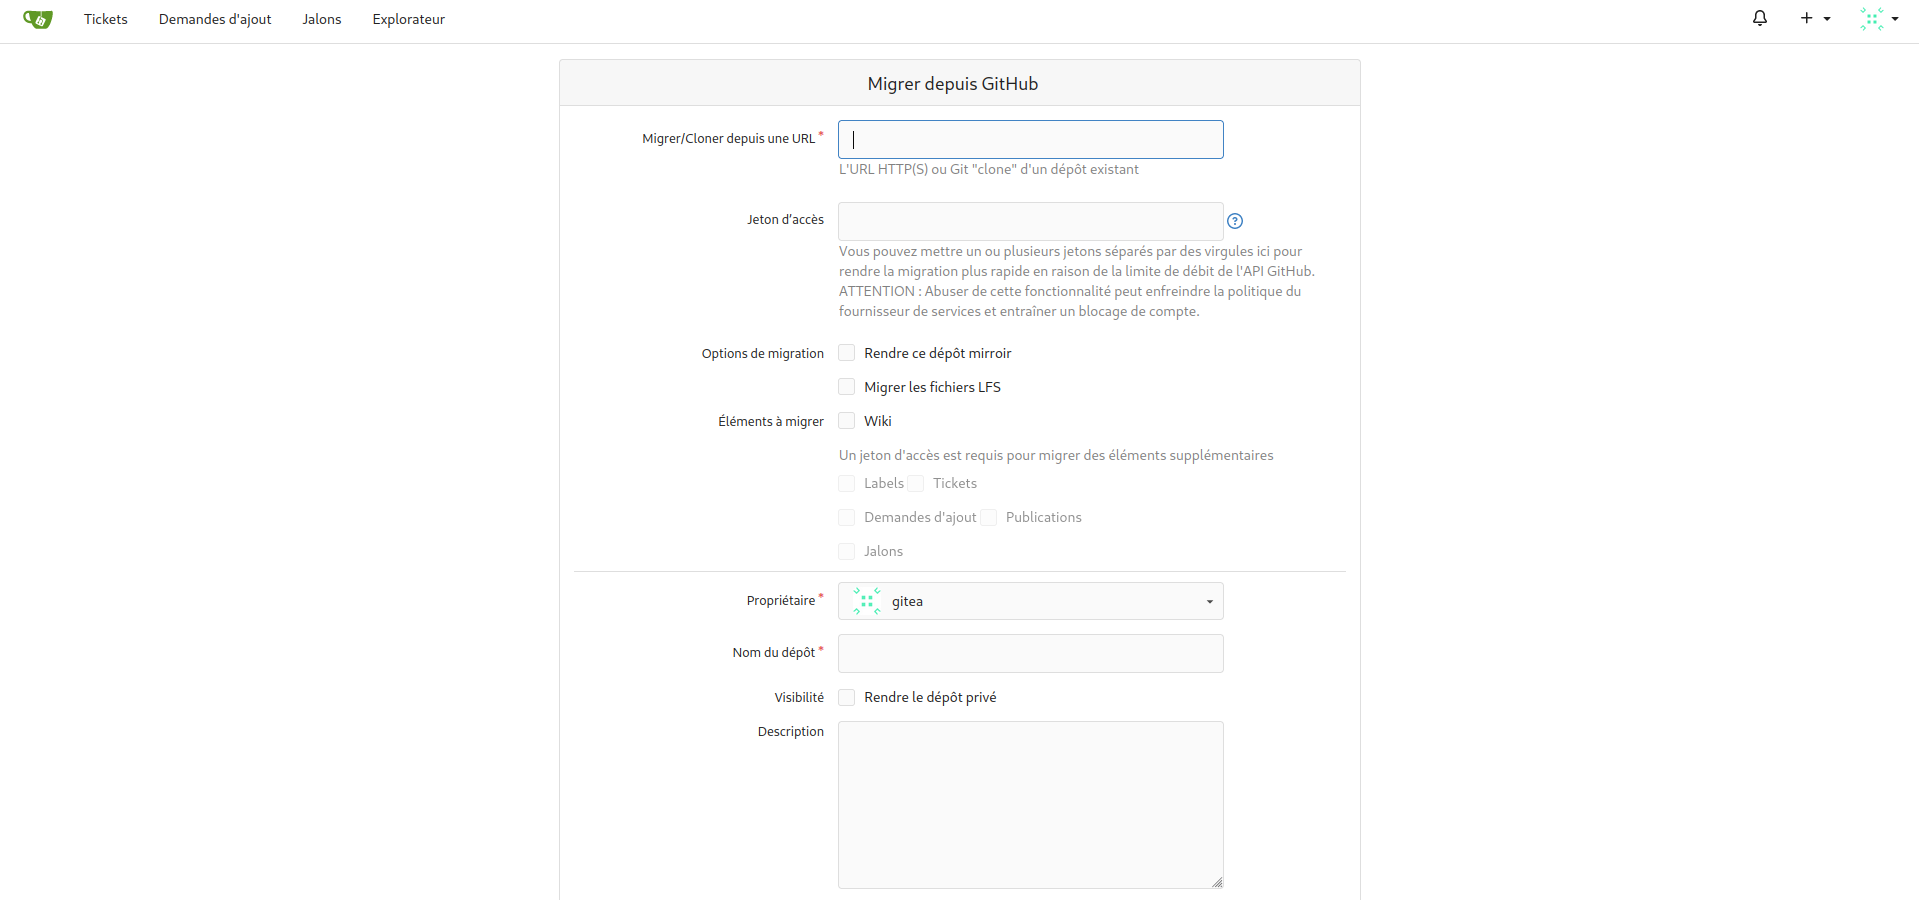 Tickets Demandes d'ajout Jalons Explorateur
Migrer depuis GitHub
Migrer/Cloner depuis une URL *
L'URL HTTP(S) ou Git "clone" d'un dépôt existant
Jeton d'accès
Vous pouvez mettre un ou plusieurs jetons séparés par des virgules ici pour
rendre la migration plus rapide en raison de la limite de débit de l'API GitHub.
ATTENTION : Abuser de cette fonctionnalité peut enfreindre la politique du
fournisseur de services et entraîner un blocage de compte.
Options de migration Rendre ce dépôt mirroir
Migrer les fichiers LFS
Éléments à migrer Wiki
Un jeton d'accès est requis pour migrer des éléments supplémentaires
Labels Tickets
Demandes d'ajout Publications
Jalons
Propriétaire * gitea
Nom du dépôt *
Visibilité Rendre le dépôt privé
Description